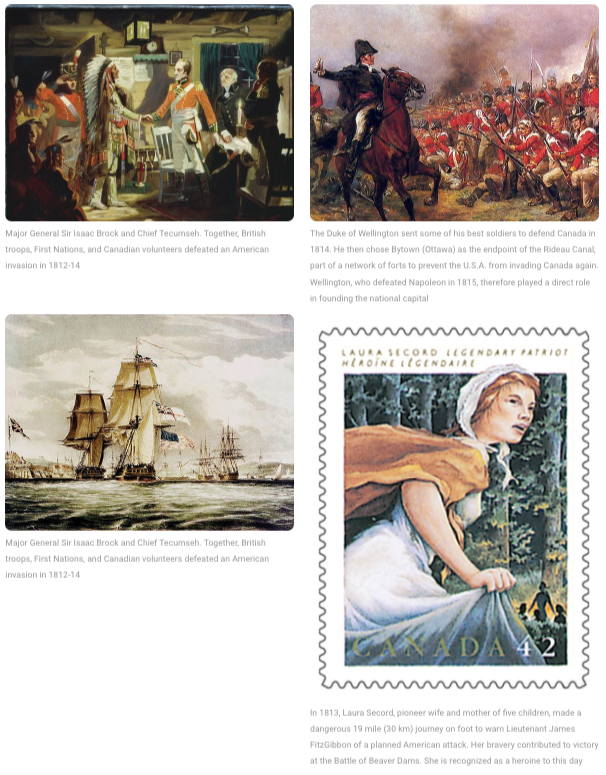 Major General Sir Isaac Brock and Chief Tecumseh. Together, British
troops, First Nations, and Canadian volunteers defeated an American
invasion in 1812-14
The Duke of Wellington sent some of his best soldiers to defend Canada in
1814. He then chose Bytown (Ottawa) as the endpoint of the Rideau Canal,
part of a network of forts to prevent the U.S.A. from invading Canada again.
Wellington, who defeated Napoleon in 1815, therefore played a direct role
in founding the national capital
Major General Sir Isaac Brock and Chief Tecumseh. Together, British
troops, First Nations, and Canadian volunteers defeated an American
invasion in 1812-14
LAURA SECORD LEGENDARY PATRIOT
HÉROÏNE LÉGENDAIRE
CANADA 42
In 1813, Laura Secord, pioneer wife and mother of five children, made a
dangerous 19 mile (30 km) journey on foot to warn Lieutenant James
FitzGibbon of a planned American attack. Her bravery contributed to victory
at the Battle of Beaver Dams. She is recognized as a heroine to this day